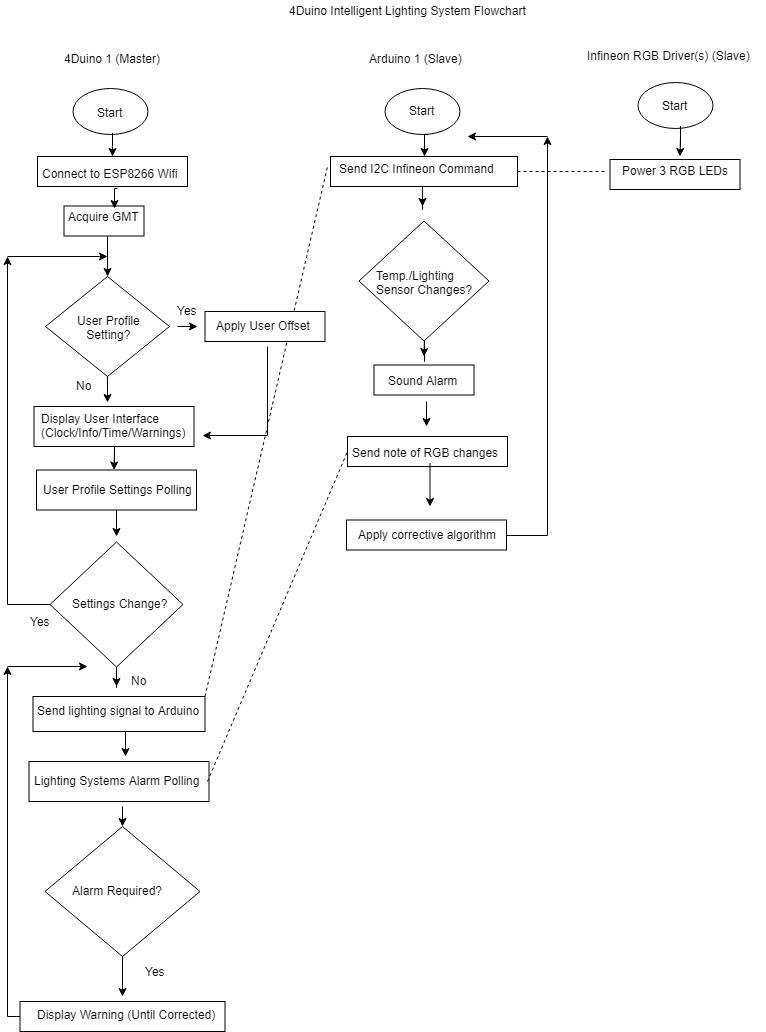 4Duino Intelligent Lighting System Flowchart
4Duino 1 (Master)
Start
Connect to ESP8266 Wifi
Acquire GMT
User Profile
Setting?
Yes
Apply User Offset
No
Display User Interface
(Clock/Info/Time/Warnings)
User Profile Settings Polling
Settings Change?
Yes
No
Send lighting signal to Arduino
Lighting Systems Alarm Polling
Alarm Required?
Yes
Display Warning (Until Corrected)
Arduino 1 (Slave)
Start
Send I2C Infineon Command
Temp./Lighting
Sensor Changes?
Sound Alarm
Send note of RGB changes
Apply corrective algorithm
Infineon RGB Driver(s) (Slave)
Start
Power 3 RGB LEDs